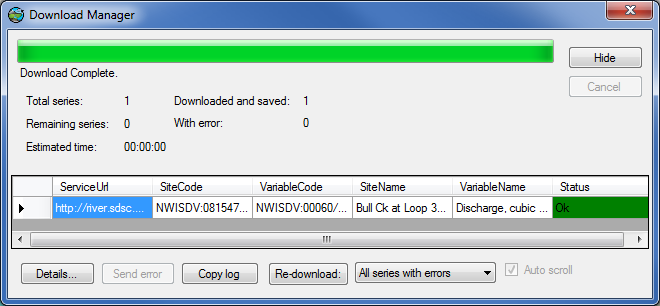 Download Manager
Hide
Download Complete.
Cancel
Total series: 1 Downloaded and saved: 1
Remaining series: 0 With error: 0
Estimated time: 00:00:00
ServiceUrl SiteCode VariableCode SiteName VariableName Status
http://river.sdsc.... NWISDV:081547... NWISDV:00060/... Bull Ck at Loop 3... Discharge, cubic ... Ok
Details... Send error Copy log Re-download: All series with errors Auto scroll